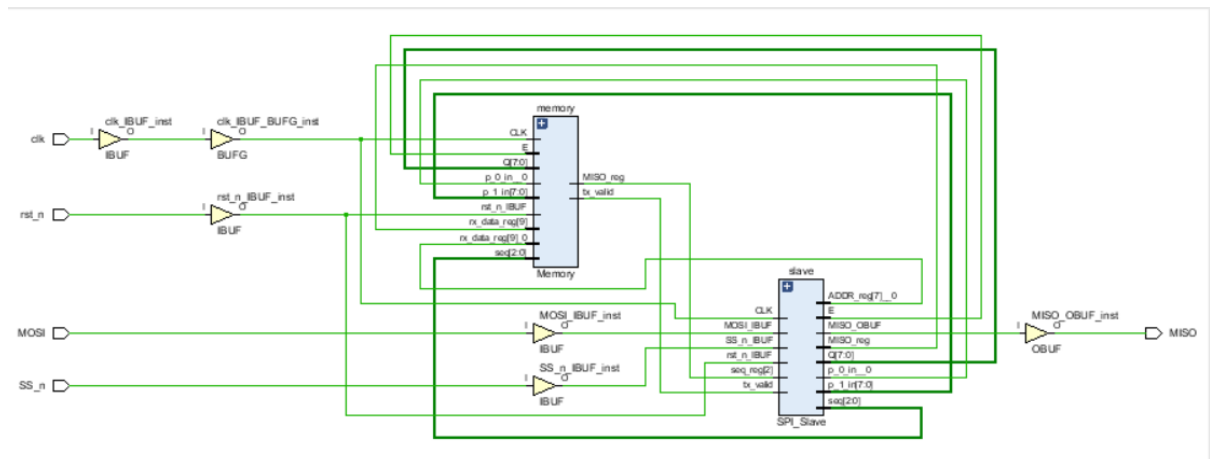 clk
I
clk_IBUF_inst
O
IBUF
I
clk_IBUF_BUFG_inst
O
BUFG
rst_n
I
rst_n_IBUF_inst
O
IBUF
MOSI
I
MOSI_IBUF_inst
O
IBUF
SS_n
I
SS_n_IBUF_inst
O
IBUF
memory
CLK
E
Q[7:0]
p_0_in__0
p_1_in[7:0]
rst_n_IBUF
rx_data_reg[9]
rx_data_reg[9]_0
seq[2:0]
MISO_reg
tx_valid
Memory
slave
CLK
MOSI_IBUF
SS_n_IBUF
rst_n_IBUF
seq_reg[2]
tx_valid
ADDR_reg[7]__0
E
MISO_OBUF
MISO_reg
Q[7:0]
p_0_in__0
p_1_in[7:0]
seq[2:0]
SPI_Slave
I
MISO_OBUF_inst
O
OBUF
MISO